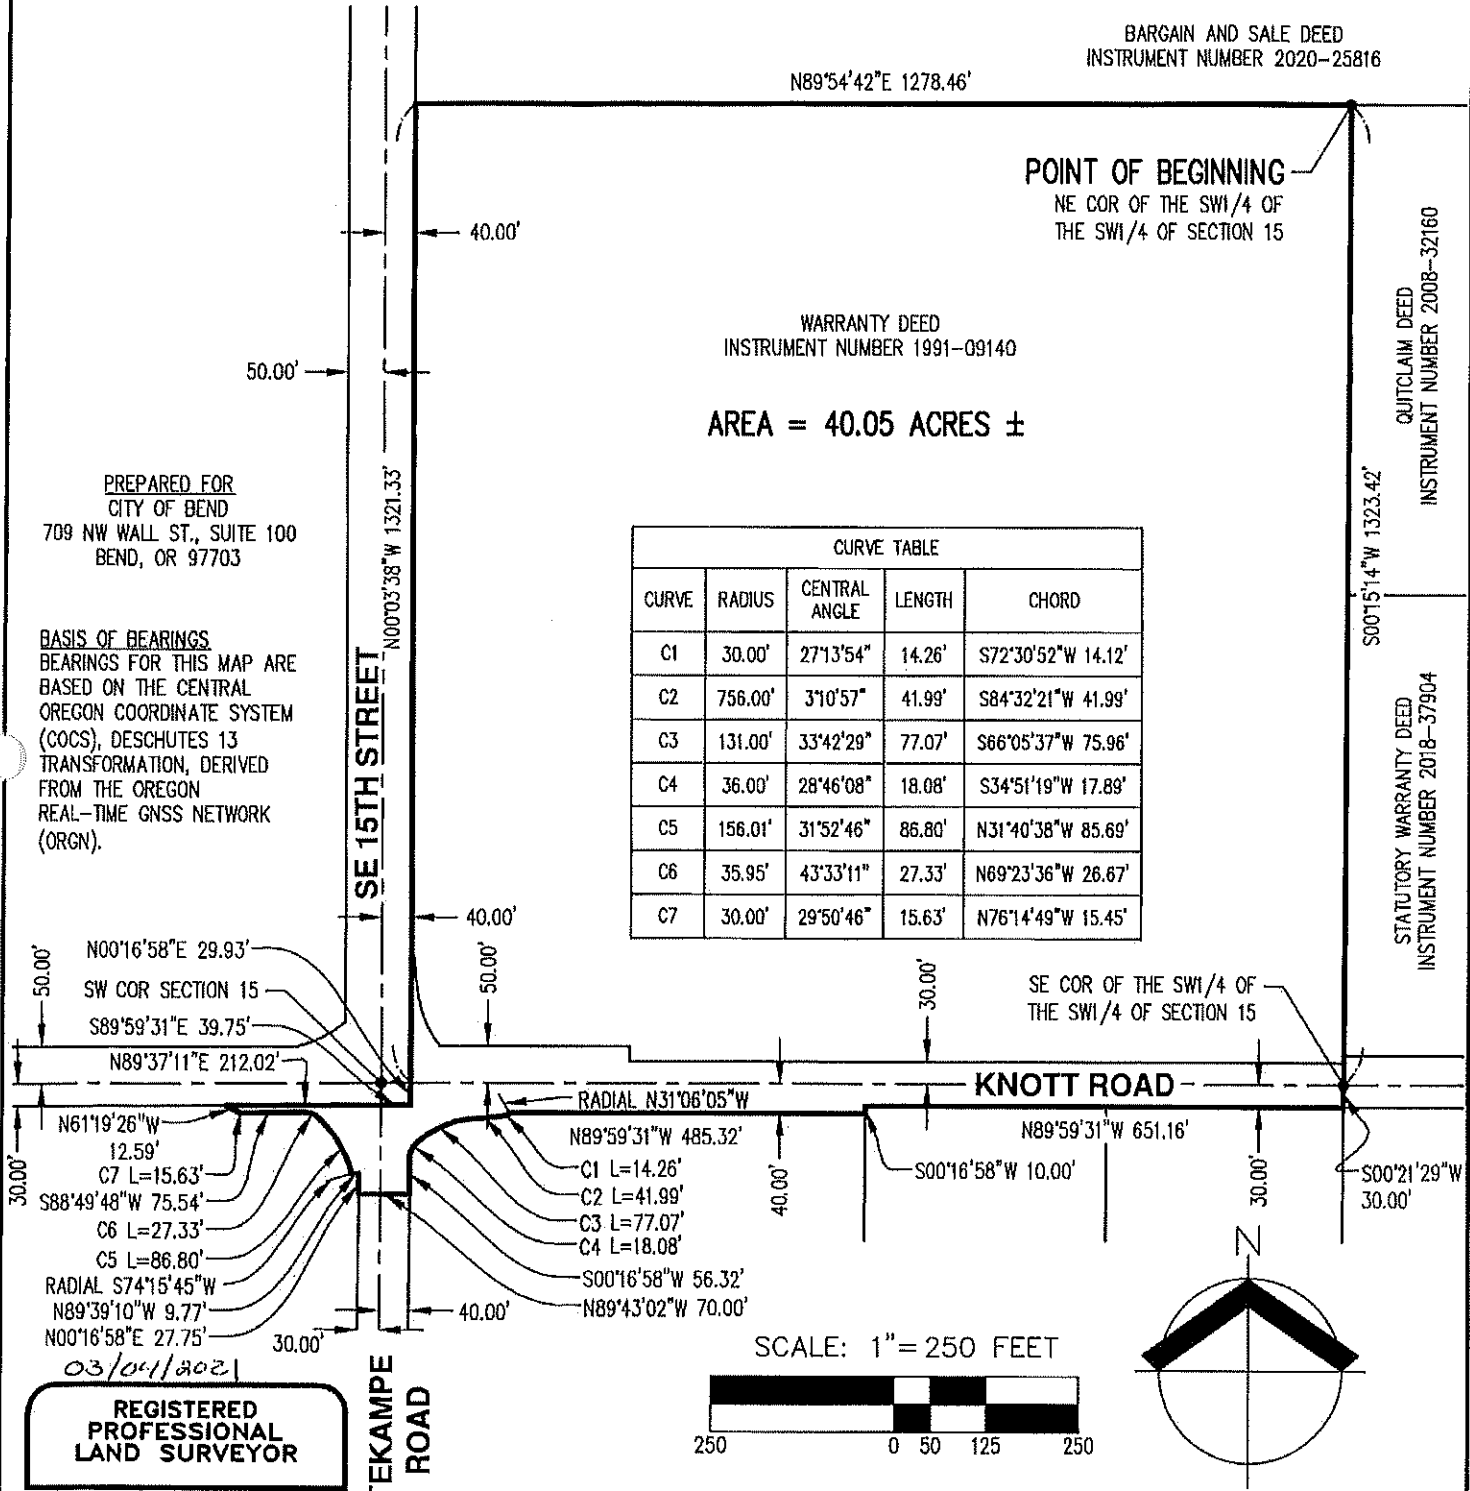 BARGAIN AND SALE DEED
INSTRUMENT NUMBER 2020-25816
N89°54'42"E 1278.46'
POINT OF BEGINNING
NE COR OF THE SW1/4 OF
THE SW1/4 OF SECTION 15
40.00'
QUITCLAIM DEED
INSTRUMENT NUMBER 2008-32160
WARRANTY DEED
INSTRUMENT NUMBER 1991-09140
50.00'
AREA = 40.05 ACRES ±
N00°03'38"W 1321.33'
S00°15'14"W 1323.42'
PREPARED FOR
CITY OF BEND
709 NW WALL ST., SUITE 100
BEND, OR 97703
BASIS OF BEARINGS
BEARINGS FOR THIS MAP ARE
BASED ON THE CENTRAL
OREGON COORDINATE SYSTEM
(COCS), DESCHUTES 13
TRANSFORMATION, DERIVED
FROM THE OREGON
REAL-TIME GNSS NETWORK
(ORGN).
SE 15TH STREET
CURVE TABLE
CURVE RADIUS CENTRAL ANGLE LENGTH CHORD
C1 30.00' 27°13'54" 14.26' S72°30'52"W 14.12'
C2 756.00' 3°10'57" 41.99' S84°32'21"W 41.99'
C3 131.00' 33°42'29" 77.07' S66°05'37"W 75.96'
C4 36.00' 28°46'08" 18.08' S34°51'19"W 17.89'
C5 156.01' 31°52'46" 86.80' N31°40'38"W 85.69'
C6 35.95' 43°33'11" 27.33' N69°23'36"W 26.67'
C7 30.00' 29°50'46" 15.63' N76°14'49"W 15.45'
STATUTORY WARRANTY DEED
INSTRUMENT NUMBER 2018-37904
40.00'
50.00'
N00°16'58"E 29.93'
SW COR SECTION 15
S89°59'31"E 39.75'
N89°37'11"E 212.02'
50.00'
30.00'
SE COR OF THE SW1/4 OF
THE SW1/4 OF SECTION 15
KNOTT ROAD
RADIAL N31°06'05"W
N89°59'31"W 485.32'
N89°59'31"W 651.16'
N61°19'26"W
12.59'
30.00'
C7 L=15.63'
S88°49'48"W 75.54'
C6 L=27.33'
C5 L=86.80'
RADIAL S74°15'45"W
N89°39'10"W 9.77'
N00°16'58"E 27.75'
C1 L=14.26'
C2 L=41.99'
C3 L=77.07'
C4 L=18.08'
S00°16'58"W 56.32'
N89°43'02"W 70.00'
40.00'
S00°16'58"W 10.00'
30.00'
S00°21'29"W
30.00'
40.00'
30.00'
N
03/04/2021
REGISTERED
PROFESSIONAL
LAND SURVEYOR
TEKAMPE
ROAD
SCALE: 1"= 250 FEET
250 0 50 125 250